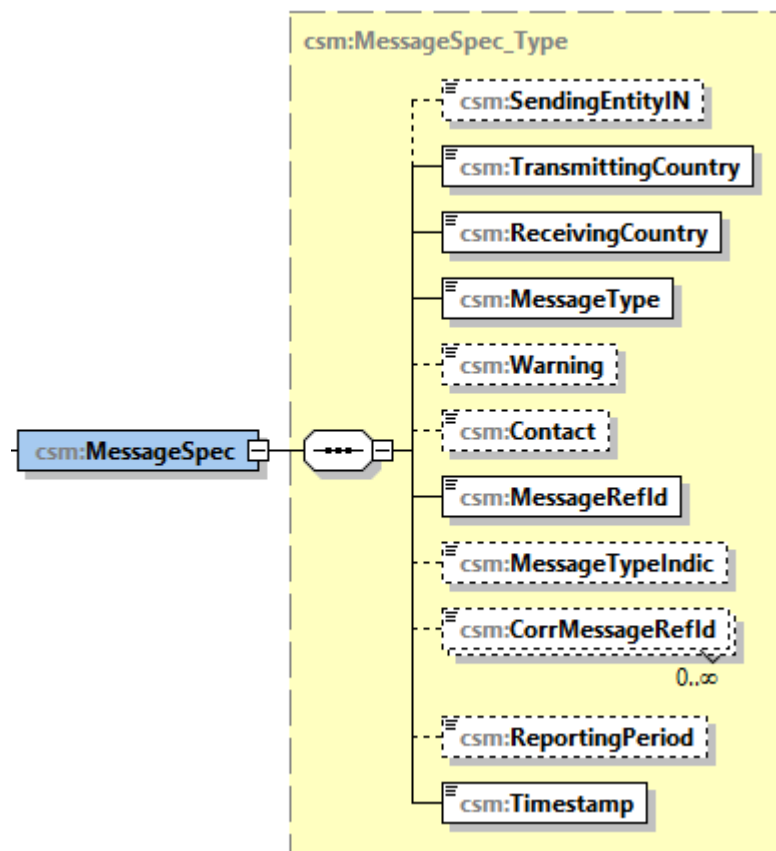 csm:MessageSpec_Type
csm:SendingEntityIN
csm:TransmittingCountry
csm:ReceivingCountry
csm:MessageType
csm:Warning
csm:MessageSpec
csm:Contact
csm:MessageRefId
csm:MessageTypeIndic
csm:CorrMessageRefId
0..∞
csm:ReportingPeriod
csm:Timestamp